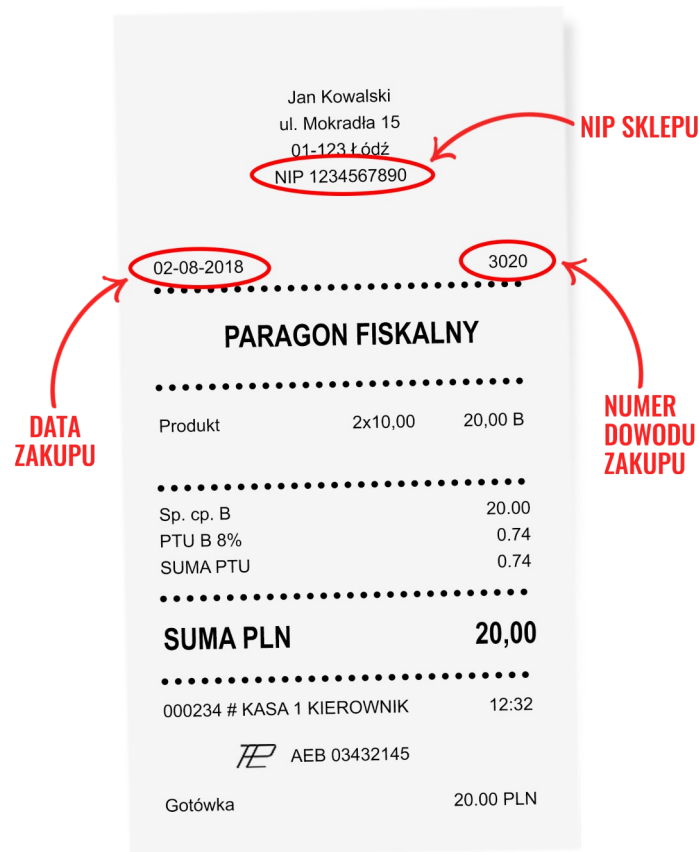 Jan Kowalski
ul. Mokradła 15
01-123 Łódź
NIP 1234567890
NIP SKLEPU
02-08-2018 3020
PARAGON FISKALNY
DATA
ZAKUPU
NUMER
DOWODU
ZAKUPU
Produkt 2x10,00 20,00 B
Sp. cp. B 20.00
PTU B 8% 0.74
SUMA PTU 0.74
SUMA PLN 20,00
000234 # KASA 1 KIEROWNIK 12:32
AEB 03432145
Gotówka 20.00 PLN